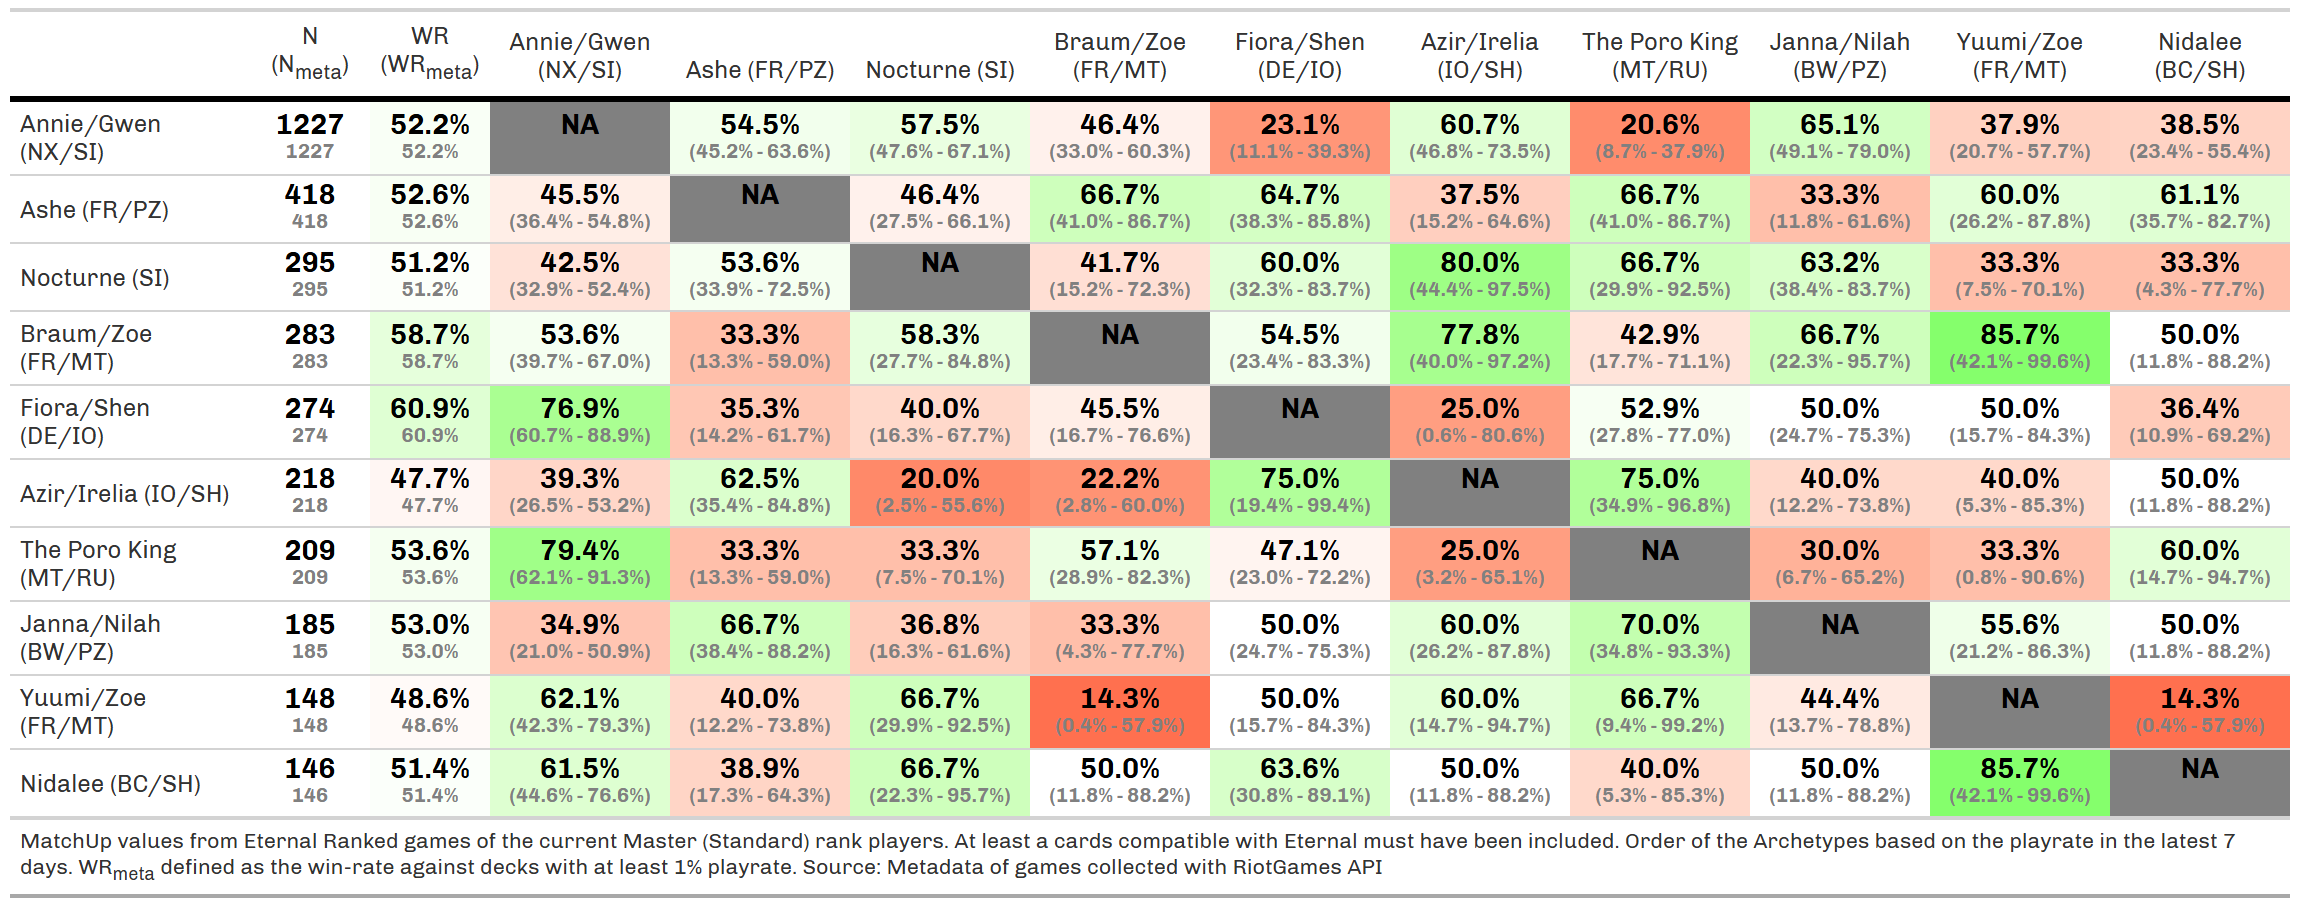 N WR Annie/Gwen Ashe (FR/PZ) Nocturne (SI) Braum/Zoe Fiora/Shen Azir/Irelia The Poro King Janna/Nilah Yuumi/Zoe Nidalee
(Nmeta) (WRmeta) (NX/SI) (FR/MT) (DE/IO) (IO/SH) (MT/RU) (BW/PZ) (FR/MT) (BC/SH)
Annie/Gwen 1227 52.2% NA 54.5% 57.5% 46.4% 23.1% 60.7% 20.6% 65.1% 37.9% 38.5%
(NX/SI) 1227 52.2% (45.2% - 63.6%) (47.6% - 67.1%) (33.0% - 60.3%) (11.1% - 39.3%) (46.8% - 73.5%) (8.7% - 37.9%) (49.1% - 79.0%) (20.7% - 57.7%) (23.4% - 55.4%)
Ashe (FR/PZ) 418 52.6% 45.5% NA 46.4% 66.7% 64.7% 37.5% 66.7% 33.3% 60.0% 61.1%
418 52.6% (36.4% - 54.8%) (27.5% - 66.1%) (41.0% - 86.7%) (38.3% - 85.8%) (15.2% - 64.6%) (41.0% - 86.7%) (11.8% - 61.6%) (26.2% - 87.8%) (35.7% - 82.7%)
Nocturne (SI) 295 51.2% 42.5% 53.6% NA 41.7% 60.0% 80.0% 66.7% 63.2% 33.3% 33.3%
295 51.2% (32.9% - 52.4%) (33.9% - 72.5%) (15.2% - 72.3%) (32.3% - 83.7%) (44.4% - 97.5%) (29.9% - 92.5%) (38.4% - 83.7%) (7.5% - 70.1%) (4.3% - 77.7%)
Braum/Zoe 283 58.7% 53.6% 33.3% 58.3% NA 54.5% 77.8% 42.9% 66.7% 85.7% 50.0%
(FR/MT) 283 58.7% (39.7% - 67.0%) (13.3% - 59.0%) (27.7% - 84.8%) (23.4% - 83.3%) (40.0% - 97.2%) (17.7% - 71.1%) (22.3% - 95.7%) (42.1% - 99.6%) (11.8% - 88.2%)
Fiora/Shen 274 60.9% 76.9% 35.3% 40.0% 45.5% NA 25.0% 52.9% 50.0% 50.0% 36.4%
(DE/IO) 274 60.9% (60.7% - 88.9%) (14.2% - 61.7%) (16.3% - 67.7%) (16.7% - 76.6%) (0.6% - 80.6%) (27.8% - 77.0%) (24.7% - 75.3%) (15.7% - 84.3%) (10.9% - 69.2%)
Azir/Irelia (IO/SH) 218 47.7% 39.3% 62.5% 20.0% 22.2% 75.0% NA 75.0% 40.0% 40.0% 50.0%
218 47.7% (26.5% - 53.2%) (35.4% - 84.8%) (2.5% - 55.6%) (2.8% - 60.0%) (19.4% - 99.4%) (34.9% - 96.8%) (12.2% - 73.8%) (5.3% - 85.3%) (11.8% - 88.2%)
The Poro King 209 53.6% 79.4% 33.3% 33.3% 57.1% 47.1% 25.0% NA 30.0% 33.3% 60.0%
(MT/RU) 209 53.6% (62.1% - 91.3%) (13.3% - 59.0%) (7.5% - 70.1%) (28.9% - 82.3%) (23.0% - 72.2%) (3.2% - 65.1%) (6.7% - 65.2%) (0.8% - 90.6%) (14.7% - 94.7%)
Janna/Nilah 185 53.0% 34.9% 66.7% 36.8% 33.3% 50.0% 60.0% 70.0% NA 55.6% 50.0%
(BW/PZ) 185 53.0% (21.0% - 50.9%) (38.4% - 88.2%) (16.3% - 61.6%) (4.3% - 77.7%) (24.7% - 75.3%) (26.2% - 87.8%) (34.8% - 93.3%) (21.2% - 86.3%) (11.8% - 88.2%)
Yuumi/Zoe 148 48.6% 62.1% 40.0% 66.7% 14.3% 50.0% 60.0% 66.7% 44.4% NA 14.3%
(FR/MT) 148 48.6% (42.3% - 79.3%) (12.2% - 73.8%) (29.9% - 92.5%) (0.4% - 57.9%) (15.7% - 84.3%) (14.7% - 94.7%) (9.4% - 99.2%) (13.7% - 78.8%) (0.4% - 57.9%)
Nidalee (BC/SH) 146 51.4% 61.5% 38.9% 66.7% 50.0% 63.6% 50.0% 40.0% 50.0% 85.7% NA
146 51.4% (44.6% - 76.6%) (17.3% - 64.3%) (22.3% - 95.7%) (11.8% - 88.2%) (30.8% - 89.1%) (11.8% - 88.2%) (5.3% - 85.3%) (11.8% - 88.2%) (42.1% - 99.6%)
MatchUp values from Eternal Ranked games of the current Master (Standard) rank players. At least a cards compatible with Eternal must have been included. Order of the Archetypes based on the playrate in the latest 7
days. WRmeta defined as the win-rate against decks with at least 1% playrate. Source: Metadata of games collected with RiotGames API